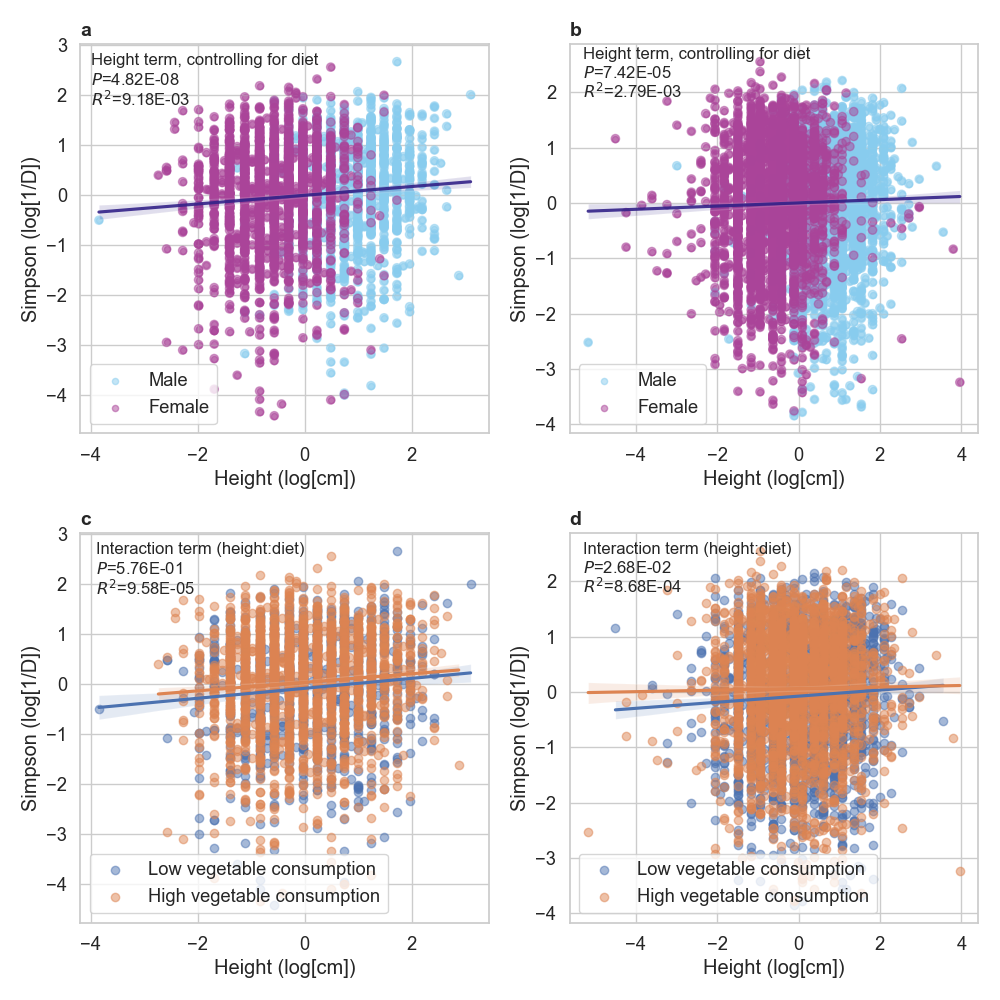 a
Height term, controlling for diet
P=4.82E-08
R²=9.18E-03
3
2
1
0
−1
−2
−3
−4
Simpson (log[1/D])
Male
Female
−4
−2
0
2
Height (log[cm])
b
Height term, controlling for diet
P=7.42E-05
R²=2.79E-03
2
1
0
−1
−2
−3
−4
Simpson (log[1/D])
Male
Female
−4
−2
0
2
4
Height (log[cm])
c
Interaction term (height:diet)
P=5.76E-01
R²=9.58E-05
3
2
1
0
−1
−2
−3
−4
Simpson (log[1/D])
Low vegetable consumption
High vegetable consumption
−4
−2
0
2
Height (log[cm])
d
Interaction term (height:diet)
P=2.68E-02
R²=8.68E-04
2
1
0
−1
−2
−3
−4
Simpson (log[1/D])
Low vegetable consumption
High vegetable consumption
−4
−2
0
2
4
Height (log[cm])